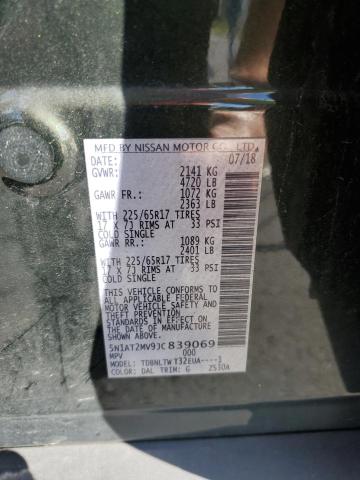 MFD BY NISSAN MOTOR CO., LTD.
DATE: 07/18
GVWR: 2141 KG
4720 LB
GAWR FR.: 1072 KG
2363 LB
WITH 225/65R17 TIRES
17 X 7J RIMS AT 33 PSI
COLD SINGLE
GAWR RR.: 1089 KG
2401 LB
WITH 225/65R17 TIRES
17 X 7J RIMS AT 33 PSI
COLD SINGLE
THIS VEHICLE CONFORMS TO
ALL APPLICABLE FEDERAL
MOTOR VEHICLE SAFETY AND
THEFT PREVENTION
STANDARDS IN EFFECT ON
THE DATE OF MANUFACTURE
SHOWN ABOVE.
5N1AT2MV9JC839069
MPV 000
MODEL: TDBNLTWT32EUA----1
COLOR: DAL TRIM: G 2530A